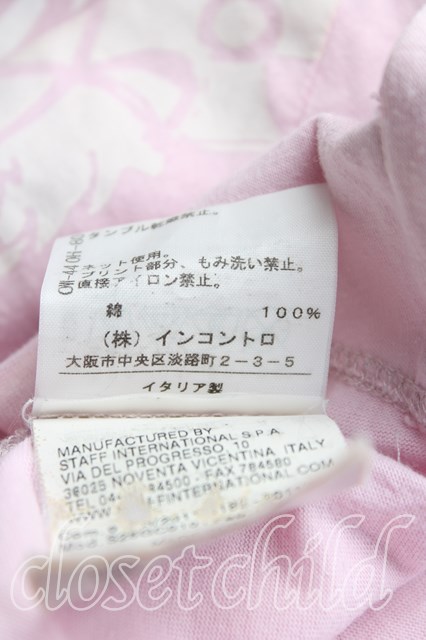 タンブル乾燥禁止。
ネット使用。
プリント部分、もみ洗い禁止。
直接アイロン禁止。
綿 100%
(株) インコントロ
大阪市中央区淡路町2-3-5
イタリア製
MANUFACTURED BY
STAFF INTERNATIONAL S.P.A.
VIA DEL PROGRESSO, 10
36025 NOVENTA VICENTINA, ITALY
84500 - FAX 784580
closetchild